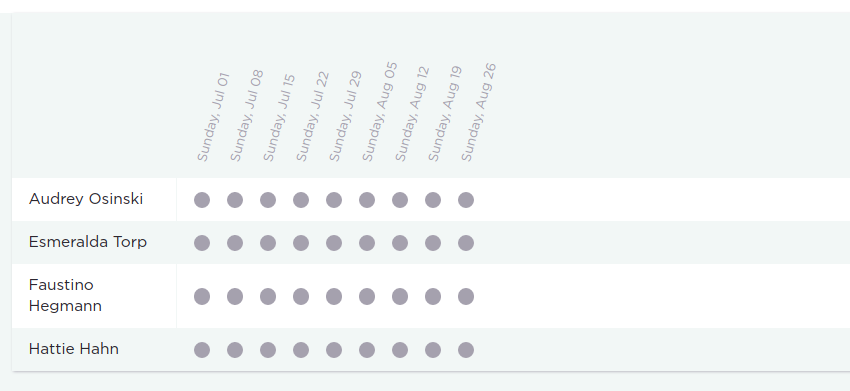 Sunday, Jul 01
Sunday, Jul 08
Sunday, Jul 15
Sunday, Jul 22
Sunday, Jul 29
Sunday, Aug 05
Sunday, Aug 12
Sunday, Aug 19
Sunday, Aug 26
Audrey Osinski
Esmeralda Torp
Faustino
Hegmann
Hattie Hahn